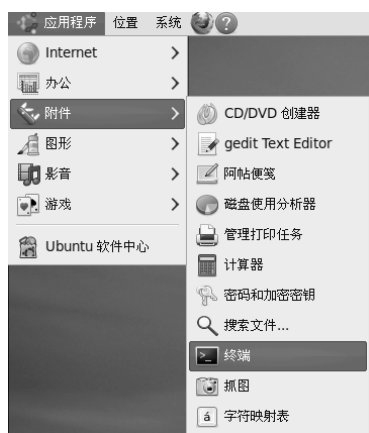 应用程序 位置 系统
Internet
办公
附件
图形
影音
游戏
Ubuntu 软件中心
CD/DVD 创建器
gedit Text Editor
阿帖便笺
磁盘使用分析器
管理打印任务
计算器
密码和加密密钥
搜索文件...
终端
抓图
字符映射表